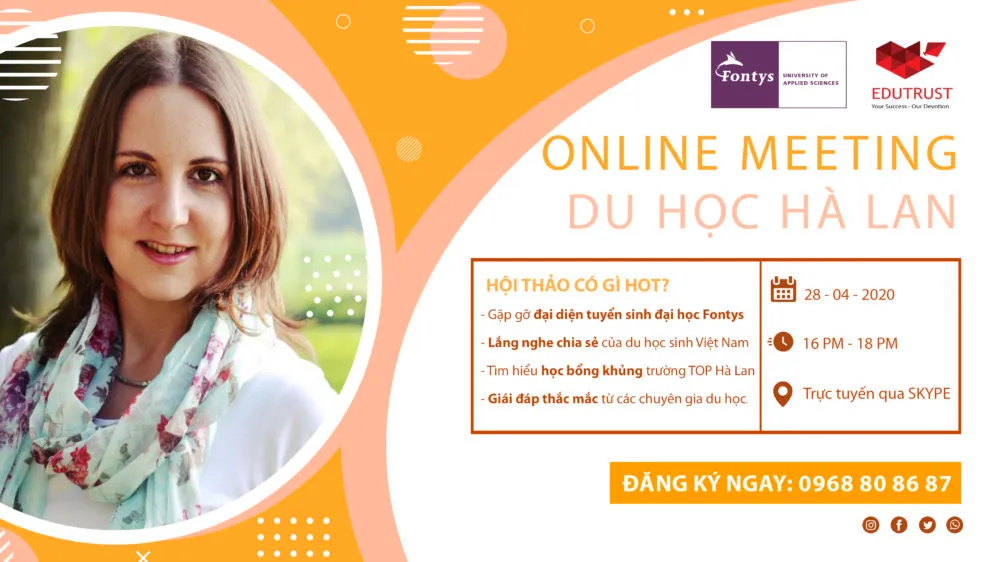 Fontys
UNIVERSITY OF
APPLIED SCIENCES
EDUTRUST
Your Success - Our Devotion
ONLINE MEETING
DU HỌC HÀ LAN
HỘI THẢO CÓ GÌ HOT?
- Gặp gỡ đại diện tuyển sinh đại học Fontys
- Lắng nghe chia sẻ của du học sinh Việt Nam
- Tìm hiểu học bổng khủng trường TOP Hà Lan
- Giái đáp thắc mắc từ các chuyên gia du học.
28 - 04 - 2020
16 PM - 18 PM
Trực tuyến qua SKYPE
ĐĂNG KÝ NGAY: 0968 80 86 87